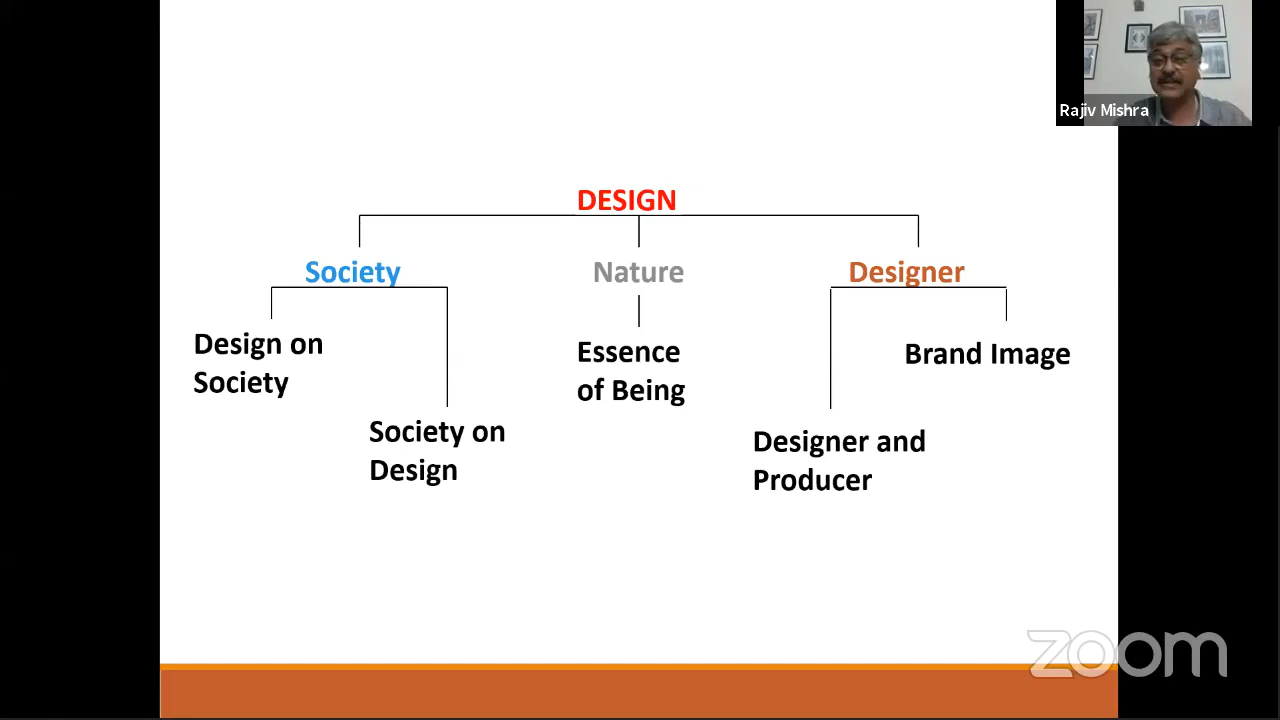 Rajiv Mishra
DESIGN
Society
Nature
Designer
Design on
Society
Essence
of Being
Brand Image
Society on
Design
Designer and
Producer
zoom